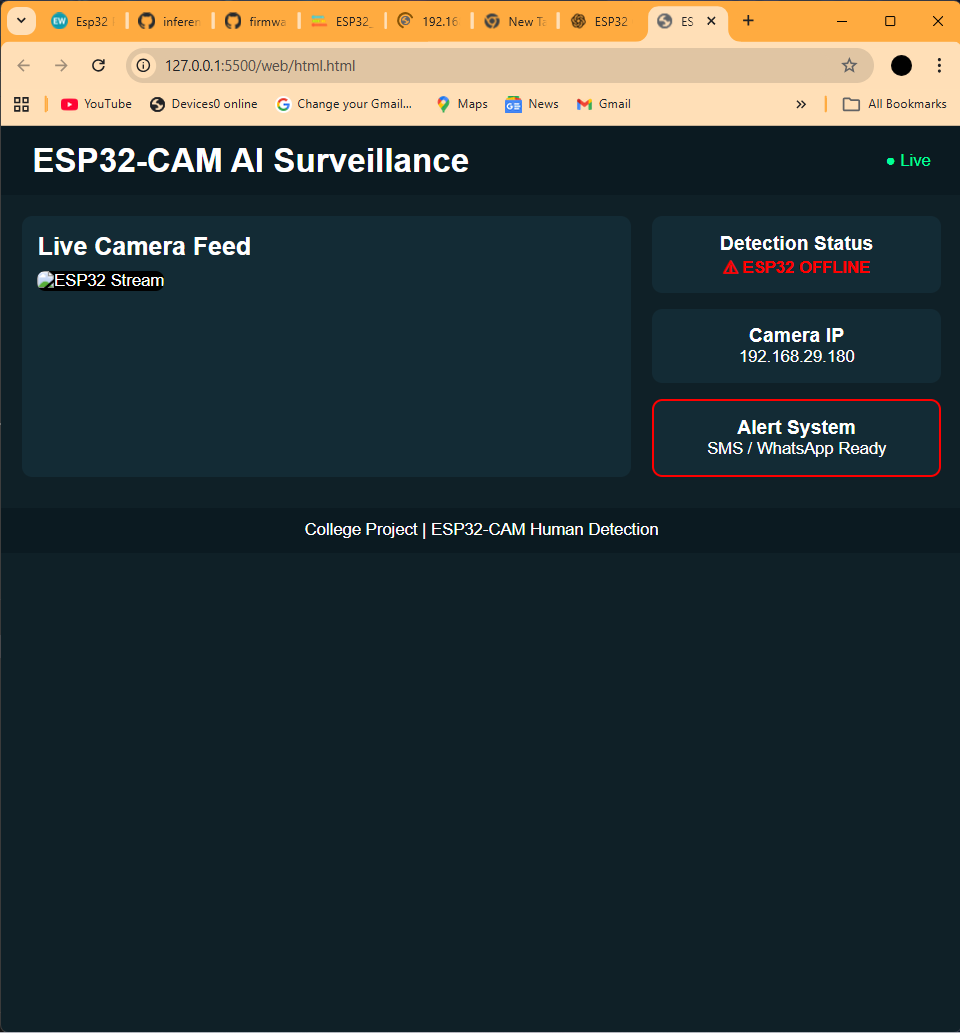 Esp32
inferen
firmwa
ESP32_
192.16
New Ta
ESP32
ES
127.0.0.1:5500/web/html.html
YouTube
Devices0 online
Change your Gmail...
Maps
News
Gmail
»
All Bookmarks
ESP32-CAM AI Surveillance
● Live
Live Camera Feed
ESP32 Stream
Detection Status
⚠ ESP32 OFFLINE
Camera IP
192.168.29.180
Alert System
SMS / WhatsApp Ready
College Project | ESP32-CAM Human Detection